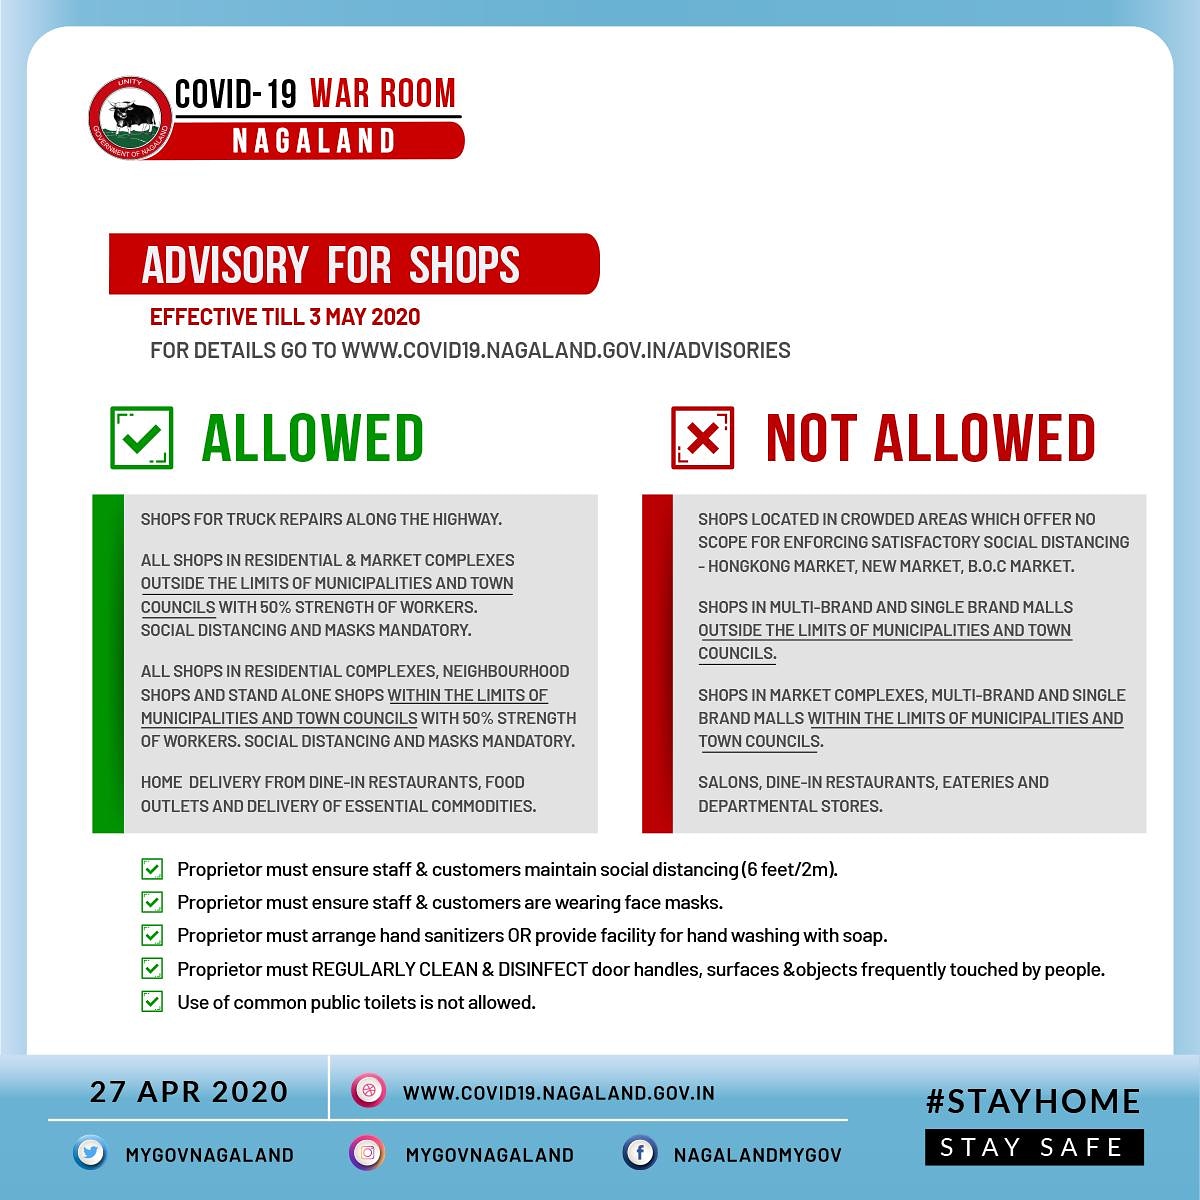 UNITY
GOVERNMENT OF NAGALAND
COVID-19 WAR ROOM
NAGALAND
ADVISORY FOR SHOPS
EFFECTIVE TILL 3 MAY 2020
FOR DETAILS GO TO WWW.COVID19.NAGALAND.GOV.IN/ADVISORIES
ALLOWED
SHOPS FOR TRUCK REPAIRS ALONG THE HIGHWAY.
ALL SHOPS IN RESIDENTIAL & MARKET COMPLEXES
OUTSIDE THE LIMITS OF MUNICIPALITIES AND TOWN
COUNCILS WITH 50% STRENGTH OF WORKERS.
SOCIAL DISTANCING AND MASKS MANDATORY.
ALL SHOPS IN RESIDENTIAL COMPLEXES, NEIGHBOURHOOD
SHOPS AND STAND ALONE SHOPS WITHIN THE LIMITS OF
MUNICIPALITIES AND TOWN COUNCILS WITH 50% STRENGTH
OF WORKERS. SOCIAL DISTANCING AND MASKS MANDATORY.
HOME DELIVERY FROM DINE-IN RESTAURANTS, FOOD
OUTLETS AND DELIVERY OF ESSENTIAL COMMODITIES.
NOT ALLOWED
SHOPS LOCATED IN CROWDED AREAS WHICH OFFER NO
SCOPE FOR ENFORCING SATISFACTORY SOCIAL DISTANCING
- HONGKONG MARKET, NEW MARKET, B.O.C MARKET.
SHOPS IN MULTI-BRAND AND SINGLE BRAND MALLS
OUTSIDE THE LIMITS OF MUNICIPALITIES AND TOWN
COUNCILS.
SHOPS IN MARKET COMPLEXES, MULTI-BRAND AND SINGLE
BRAND MALLS WITHIN THE LIMITS OF MUNICIPALITIES AND
TOWN COUNCILS.
SALONS, DINE-IN RESTAURANTS, EATERIES AND
DEPARTMENTAL STORES.
Proprietor must ensure staff & customers maintain social distancing (6 feet/2m).
Proprietor must ensure staff & customers are wearing face masks.
Proprietor must arrange hand sanitizers OR provide facility for hand washing with soap.
Proprietor must REGULARLY CLEAN & DISINFECT door handles, surfaces &objects frequently touched by people.
Use of common public toilets is not allowed.
27 APR 2020
WWW.COVID19.NAGALAND.GOV.IN
MYGOVNAGALAND
MYGOVNAGALAND
NAGALANDMYGOV
#STAYHOME
STAY SAFE